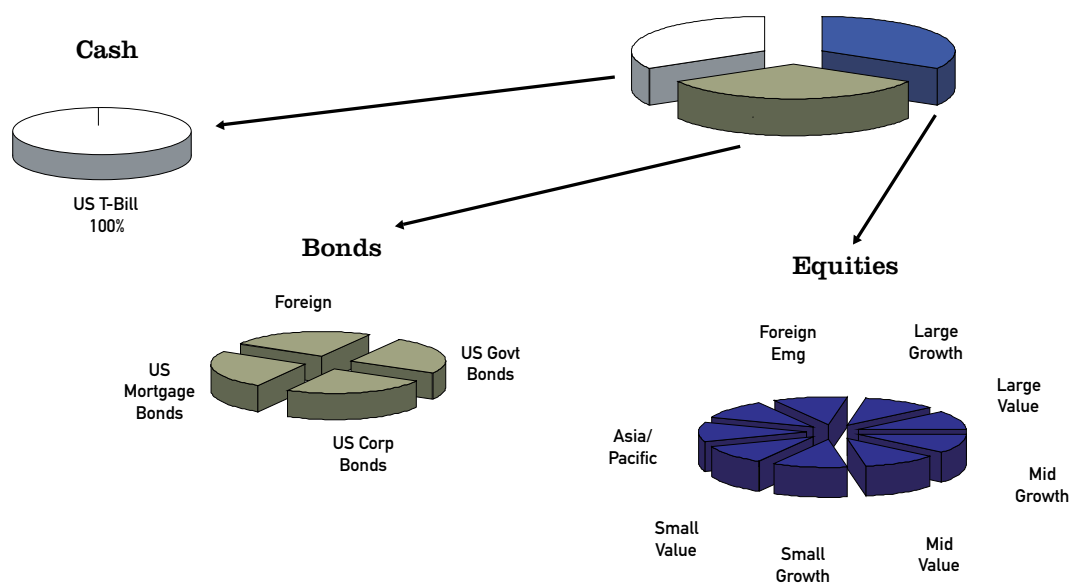 Cash
US T-Bill
100%
Bonds
Foreign
US Govt
Bonds
US
Mortgage
Bonds
US Corp
Bonds
Equities
Foreign
Emg
Large
Growth
Large
Value
Asia/
Pacific
Mid
Growth
Small
Value
Small
Growth
Mid
Value